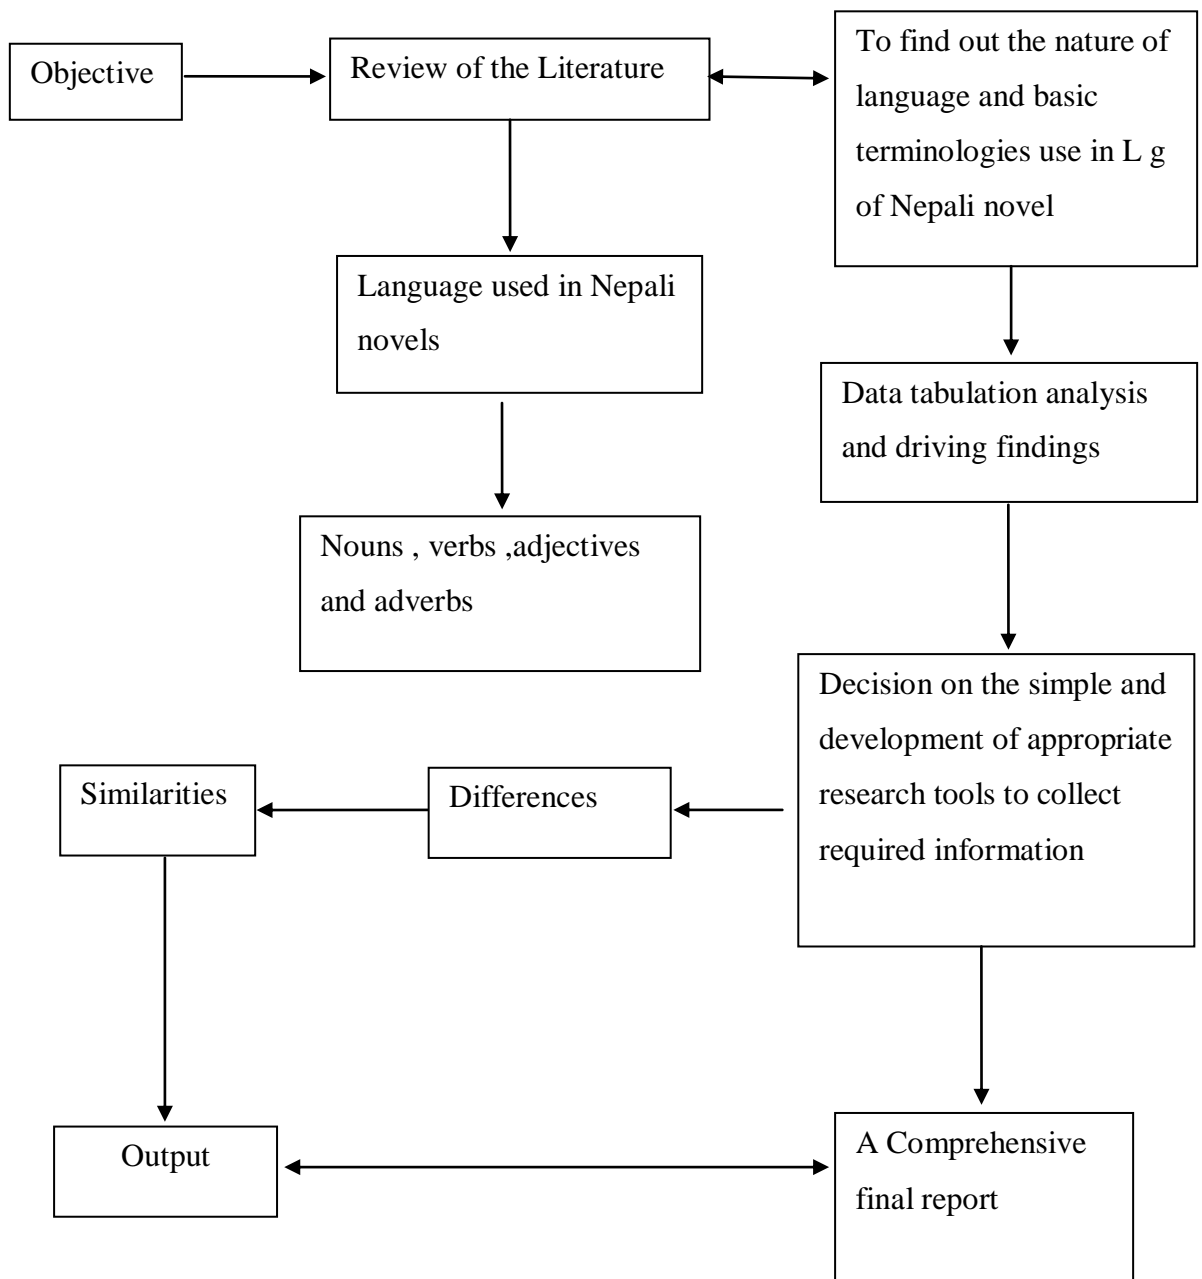 Objective
Review of the Literature
To find out the nature of
language and basic
terminologies use in L g
of Nepali novel
Language used in Nepali
novels
Data tabulation analysis
and driving findings
Nouns , verbs ,adjectives
and adverbs
Decision on the simple and
development of appropriate
research tools to collect
required information
Similarities
Differences
Output
A Comprehensive
final report